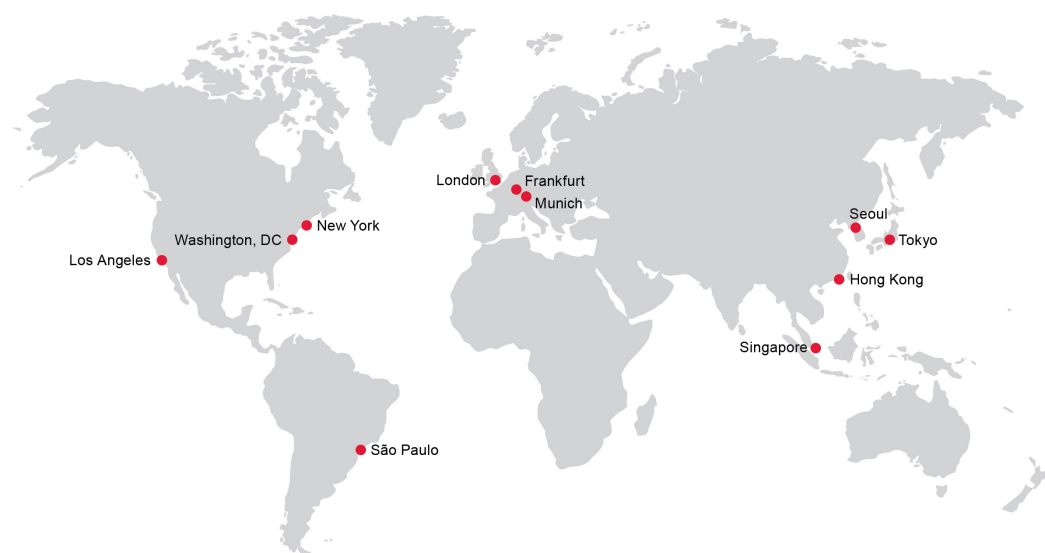 London
Frankfurt
Munich
New York
Washington, DC
Los Angeles
Seoul
Tokyo
Hong Kong
Singapore
São Paulo